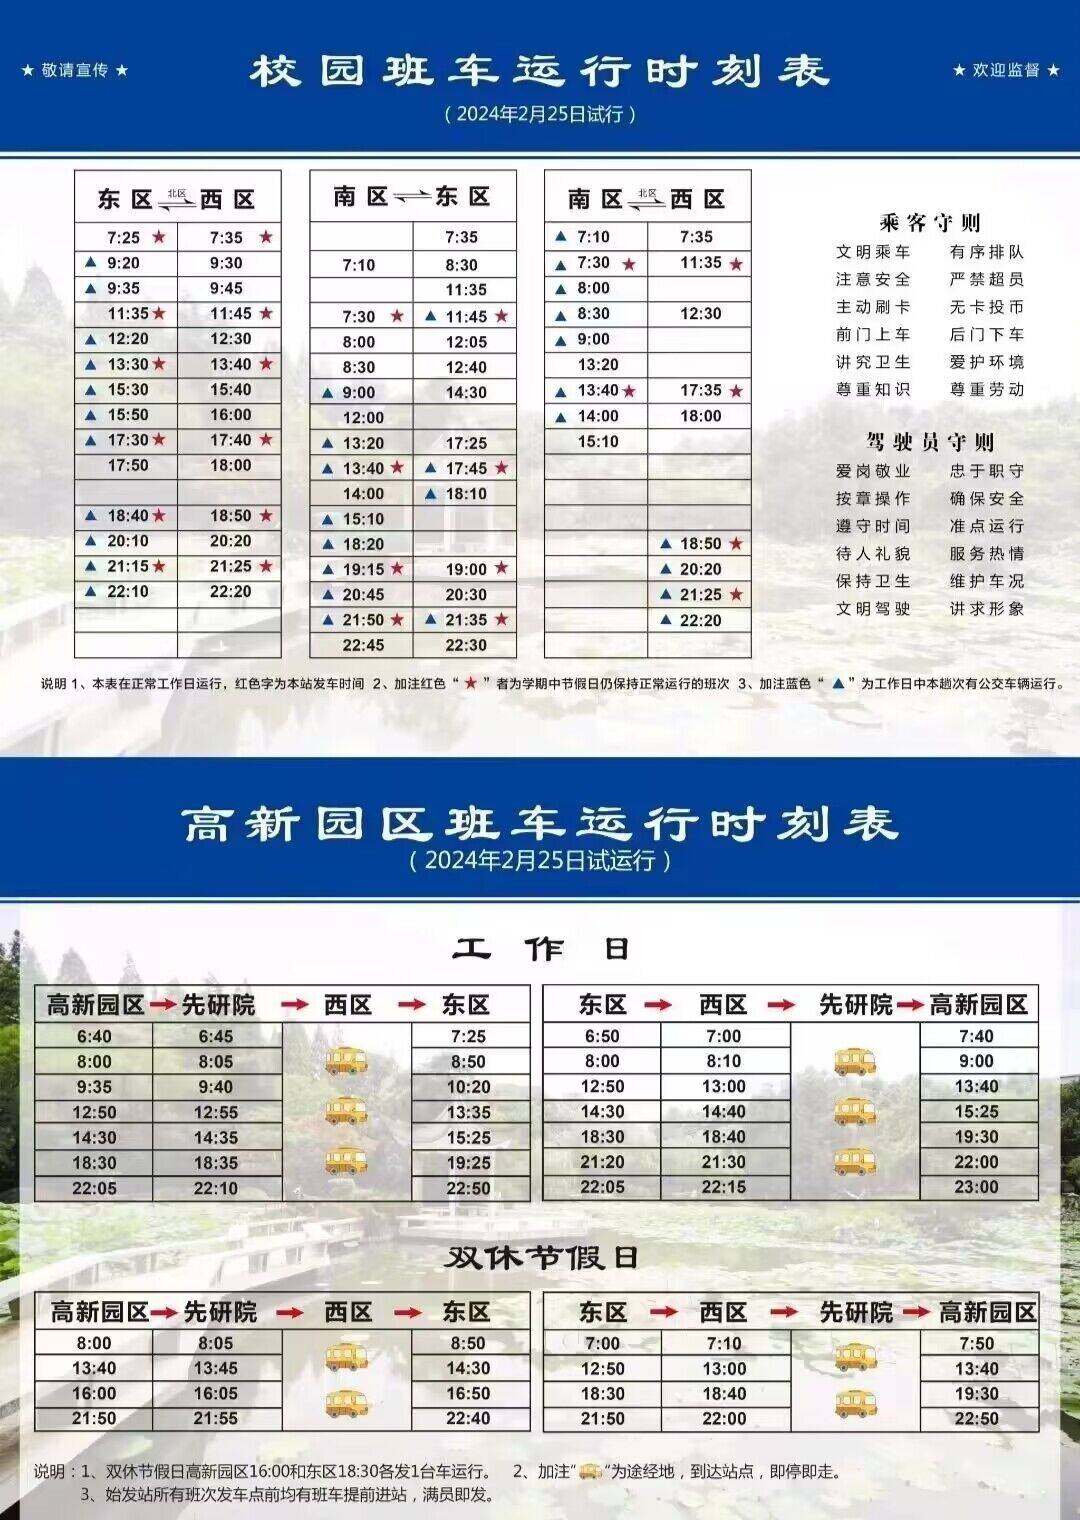 ★ 敬请宣传 ★
校园班车运行时刻表
★ 欢迎监督 ★
（2024年2月25日试行）
东区 北区 西区
7:25 ★ 7:35 ★
▲ 9:20 9:30
▲ 9:35 9:45
11:35 ★ 11:45 ★
▲ 12:20 12:30
▲ 13:30 ★ 13:40 ★
▲ 15:30 15:40
▲ 15:50 16:00
▲ 17:30 ★ 17:40 ★
17:50 18:00
▲ 18:40 ★ 18:50 ★
▲ 20:10 20:20
▲ 21:15 ★ 21:25 ★
▲ 22:10 22:20
南区 东区
7:35
7:10 8:30
11:35
7:30 ★ ▲ 11:45 ★
8:00 12:05
8:30 12:40
▲ 9:00 14:30
12:00
▲ 13:20 17:25
▲ 13:40 ★ ▲ 17:45 ★
14:00 ▲ 18:10
▲ 15:10
▲ 18:20
▲ 19:15 ★ 19:00 ★
▲ 20:45 20:30
▲ 21:50 ★ ▲ 21:35 ★
22:45 22:30
南区 北区 西区
▲ 7:10 7:35
▲ 7:30 ★ 11:35 ★
▲ 8:00
▲ 8:30 12:30
▲ 9:00
13:20
▲ 13:40 ★ 17:35 ★
▲ 14:00 18:00
15:10
▲ 18:50 ★
▲ 20:20
▲ 21:25 ★
▲ 22:20
乘客守则
文明乘车 有序排队
注意安全 严禁超员
主动刷卡 无卡投币
前门上车 后门下车
讲究卫生 爱护环境
尊重知识 尊重劳动
驾驶员守则
爱岗敬业 忠于职守
按章操作 确保安全
遵守时间 准点运行
待人礼貌 服务热情
保持卫生 维护车况
文明驾驶 讲求形象
说明 1、本表在正常工作日运行，红色字为本站发车时间 2、加注红色“ ★ ”者为学期中节假日仍保持正常运行的班次 3、加注蓝色“ ▲ ”为工作日中本趟次有公交车辆运行。
高新园区班车运行时刻表
（2024年2月25日试运行）
工作日
高新园区 先研院 西区 东区
6:40 6:45 7:25
8:00 8:05 8:50
9:35 9:40 10:20
12:50 12:55 13:35
14:30 14:35 15:25
18:30 18:35 19:25
22:05 22:10 22:50
东区 西区 先研院 高新园区
6:50 7:00 7:40
8:00 8:10 9:00
12:50 13:00 13:40
14:30 14:40 15:25
18:30 18:40 19:30
21:20 21:30 22:00
22:05 22:15 23:00
双休节假日
高新园区 先研院 西区 东区
8:00 8:05 8:50
13:40 13:45 14:30
16:00 16:05 16:50
21:50 21:55 22:40
东区 西区 先研院 高新园区
7:00 7:10 7:50
12:50 13:00 13:40
18:30 18:40 19:30
21:50 22:00 22:50
说明：1、双休节假日高新园区16:00和东区18:30各发1台车运行。 2、加注“ ”为途经地，到达站点，即停即走。
3、始发站所有班次发车点前均有班车提前进站，满员即发。